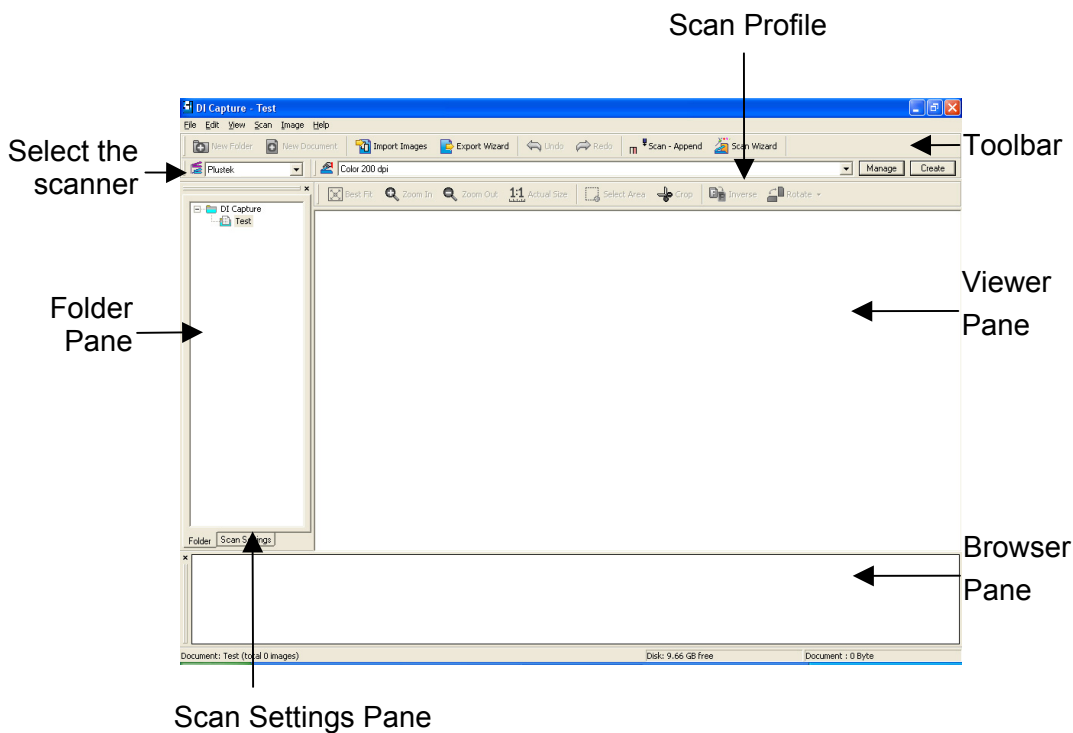 Scan Profile
DI Capture - Test
File Edit View Scan Image Help
New Folder New Document Import Images Export Wizard Undo Redo Scan - Append Scan Wizard
Toolbar
Select the
scanner
Plustek Color 200 dpi Manage Create
Best Fit Zoom In Zoom Out 1:1 Actual Size Select Area Crop Inverse Rotate
DI Capture
Test
Viewer
Pane
Folder
Pane
Folder Scan Settings
Browser
Pane
Document: Test (total 0 images) Disk: 9.66 GB free Document : 0 Byte
Scan Settings Pane